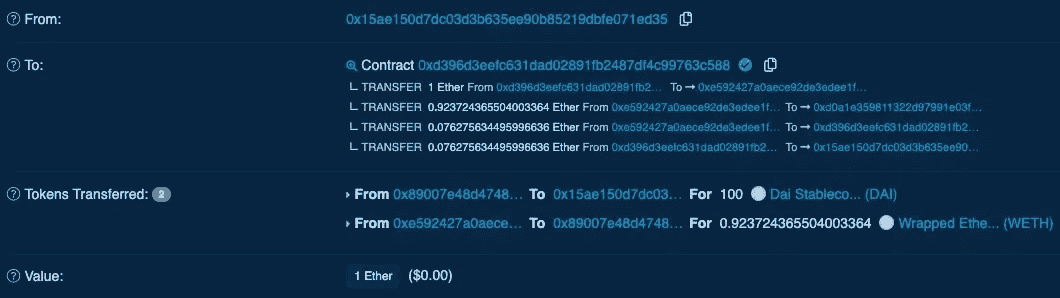 From: 0x15ae150d7dc03d3b635ee90b85219dbfe071ed35
To: Contract 0xd396d3eefc631dad02891fb2487df4c99763c588
TRANSFER 1 Ether From 0xd396d3eefc631dad02891fb2... To → 0xe592427a0aece92de3edee1f...
TRANSFER 0.923724365504003364 Ether From 0xe592427a0aece92de3edee1f... To → 0xd0a1e359811322d97991e03f...
TRANSFER 0.076275634495996636 Ether From 0xe592427a0aece92de3edee1f... To → 0xd396d3eefc631dad02891fb2...
TRANSFER 0.076275634495996636 Ether From 0xd396d3eefc631dad02891fb2... To → 0x15ae150d7dc03d3b635ee90...
Tokens Transferred: 2
From 0x89007e48d4748... To 0x15ae150d7dc03... For 100 Dai Stableco... (DAI)
From 0xe592427a0aece... To 0x89007e48d4748... For 0.923724365504003364 Wrapped Ethe... (WETH)
Value: 1 Ether ($0.00)